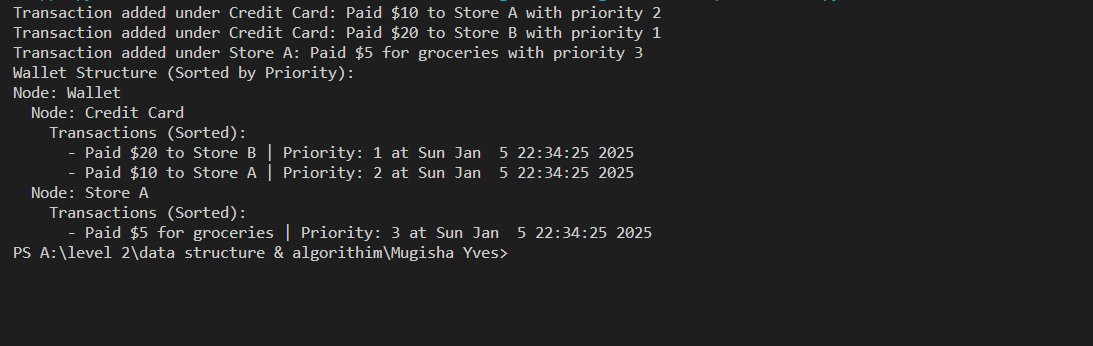 Transaction added under Credit Card: Paid $10 to Store A with priority 2
Transaction added under Credit Card: Paid $20 to Store B with priority 1
Transaction added under Store A: Paid $5 for groceries with priority 3
Wallet Structure (Sorted by Priority):
Node: Wallet
  Node: Credit Card
    Transactions (Sorted):
      - Paid $20 to Store B | Priority: 1 at Sun Jan  5 22:34:25 2025
      - Paid $10 to Store A | Priority: 2 at Sun Jan  5 22:34:25 2025
  Node: Store A
    Transactions (Sorted):
      - Paid $5 for groceries | Priority: 3 at Sun Jan  5 22:34:25 2025
PS A:\level 2\data structure & algorithim\Mugisha Yves>